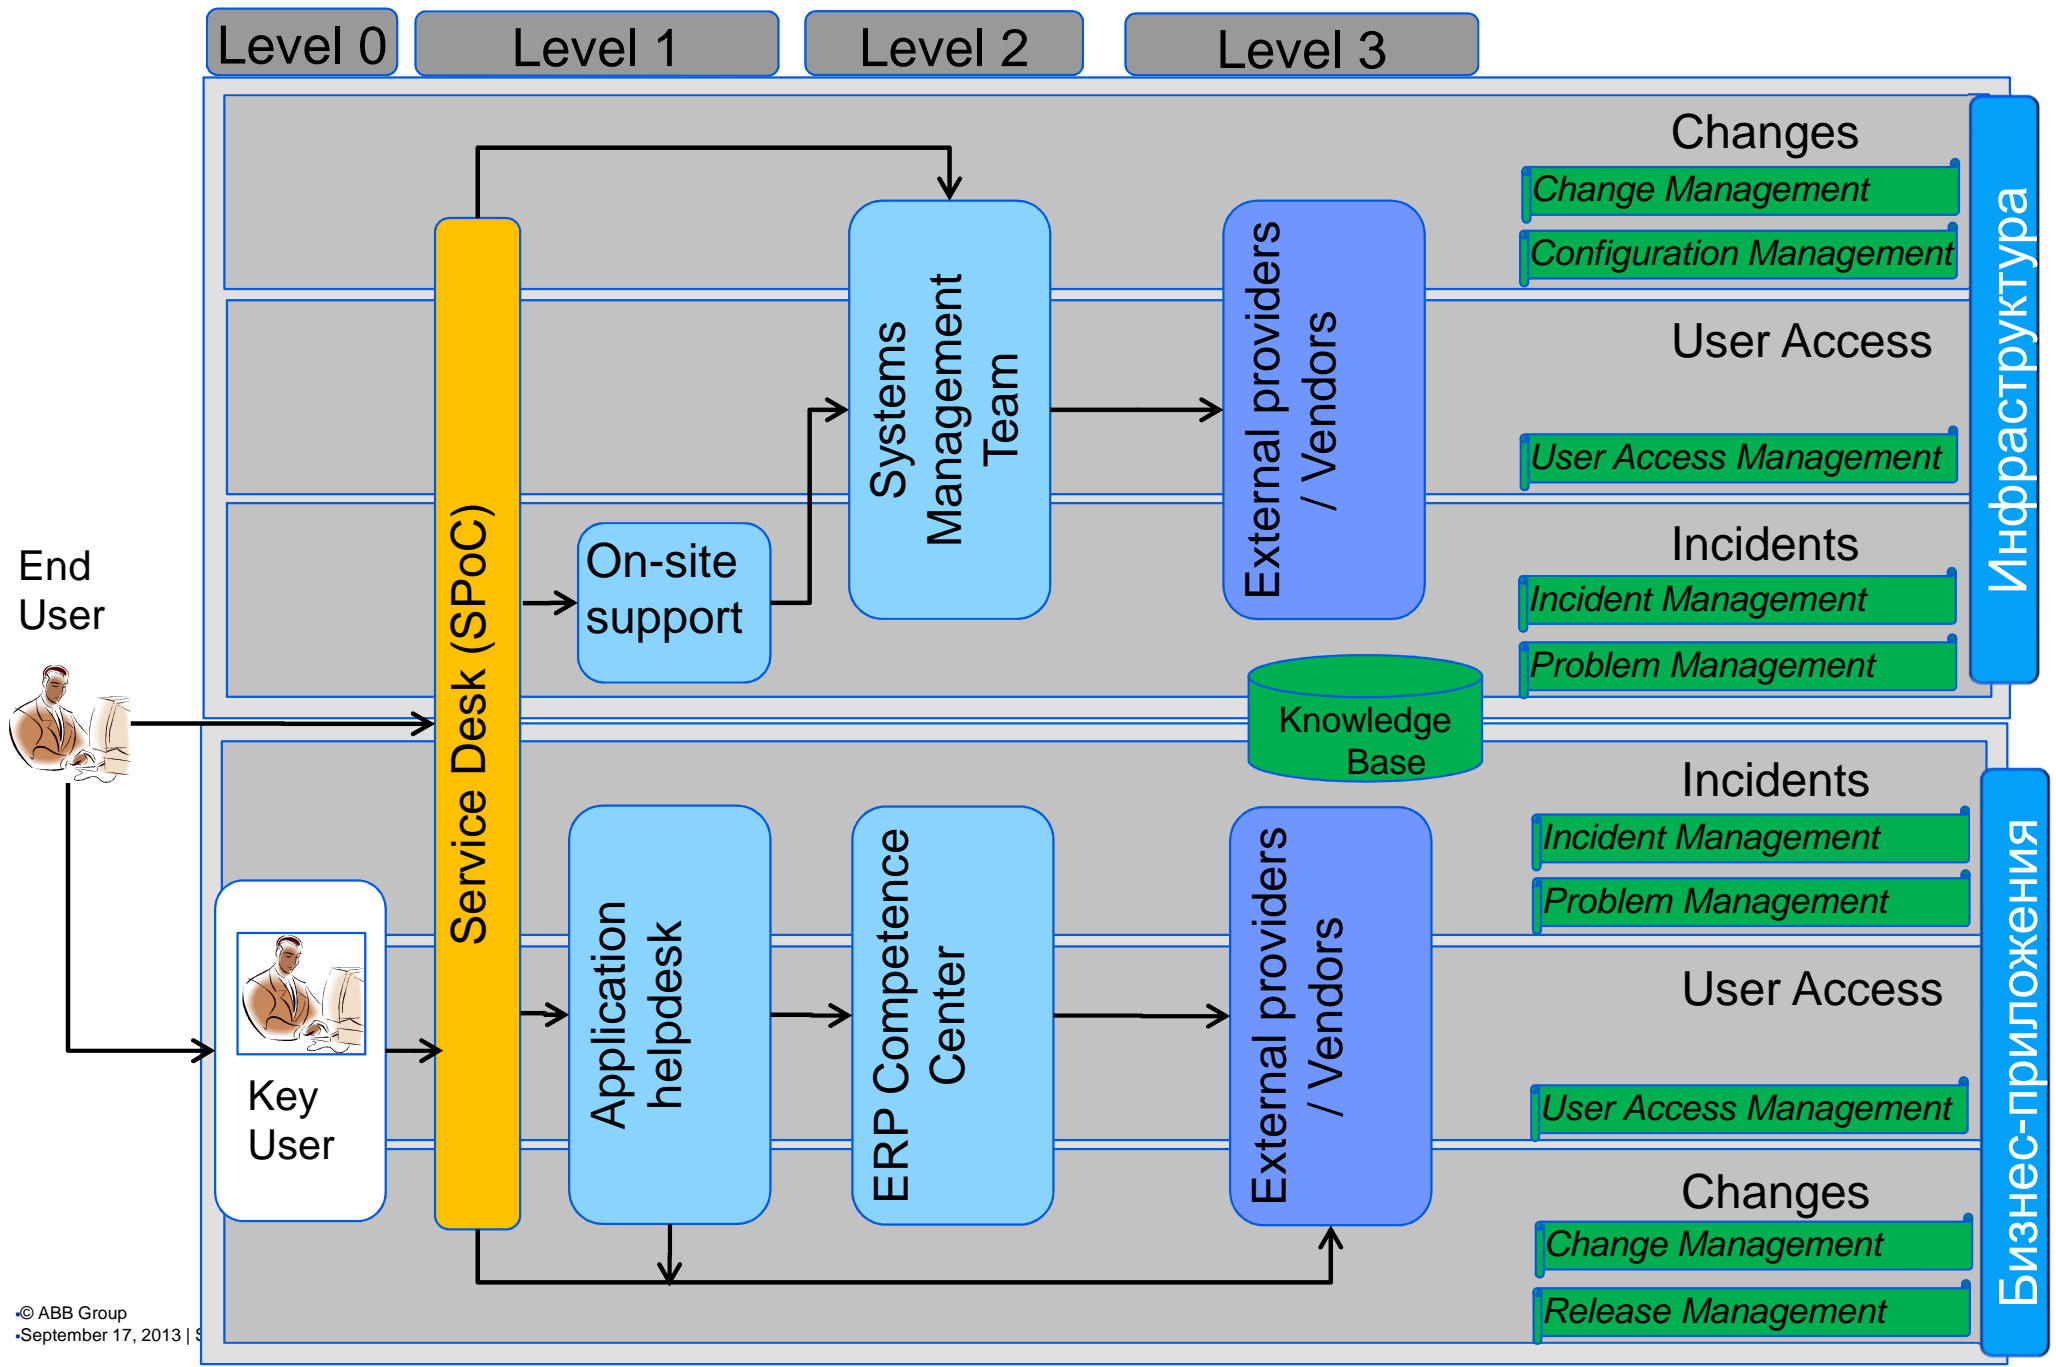 Level 0
Level 1
Level 2
Level 3
Changes
Change Management
Configuration Management
User Access
User Access Management
Incidents
Incident Management
Problem Management
Инфраструктура
End
User
Service Desk (SPoC)
On-site
support
Systems
Management
Team
External providers
/ Vendors
Knowledge
Base
Incidents
Incident Management
Problem Management
User Access
User Access Management
Changes
Change Management
Release Management
Бизнес-приложения
Key
User
Application
helpdesk
ERP Competence
Center
External providers
/ Vendors
© ABB Group
September 17, 2013 |